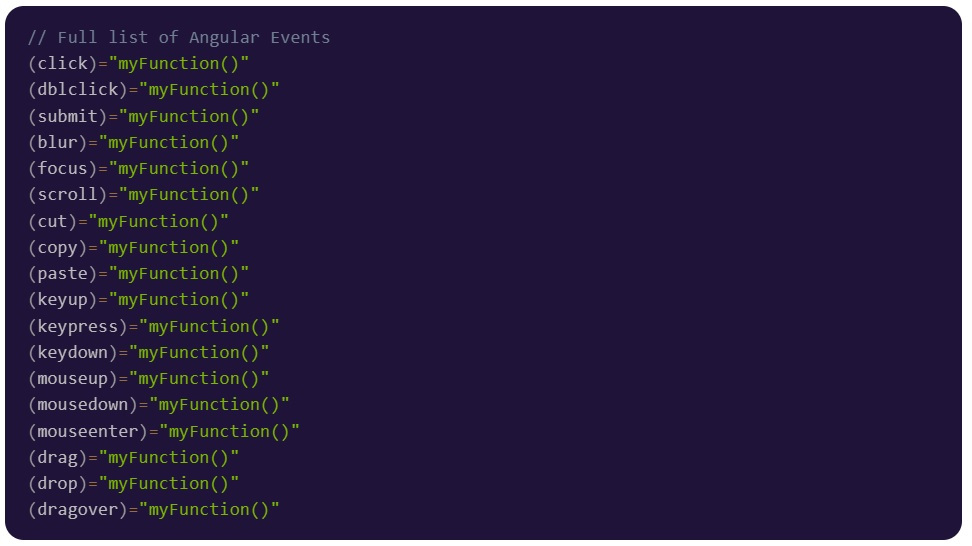 // Full list of Angular Events
(click)="myFunction()"
(dblclick)="myFunction()"
(submit)="myFunction()"
(blur)="myFunction()"
(focus)="myFunction()"
(scroll)="myFunction()"
(cut)="myFunction()"
(copy)="myFunction()"
(paste)="myFunction()"
(keyup)="myFunction()"
(keypress)="myFunction()"
(keydown)="myFunction()"
(mouseup)="myFunction()"
(mousedown)="myFunction()"
(mouseenter)="myFunction()"
(drag)="myFunction()"
(drop)="myFunction()"
(dragover)="myFunction()"